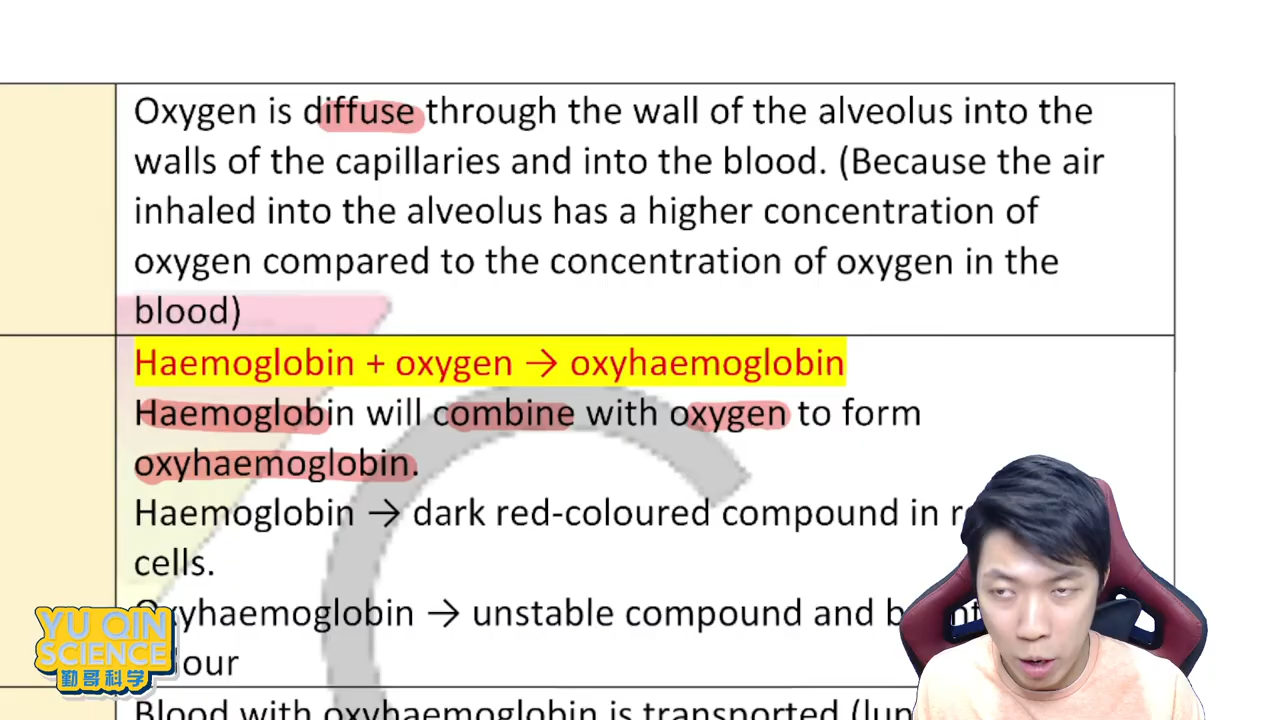 Oxygen is diffuse through the wall of the alveolus into the
walls of the capillaries and into the blood. (Because the air
inhaled into the alveolus has a higher concentration of
oxygen compared to the concentration of oxygen in the
blood)
Haemoglobin + oxygen → oxyhaemoglobin
Haemoglobin will combine with oxygen to form
oxyhaemoglobin.
Haemoglobin → dark red-coloured compound in
cells.
Oxyhaemoglobin → unstable compound and
YU QIN
SCIENCE
勤哥科学
Blood with oxyhaemoglobin is transported